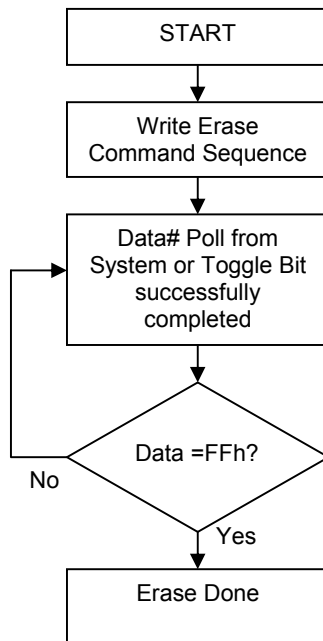 START
Write Erase
Command Sequence
Data# Poll from
System or Toggle Bit
successfully
completed
Data =FFh?
No
Yes
Erase Done